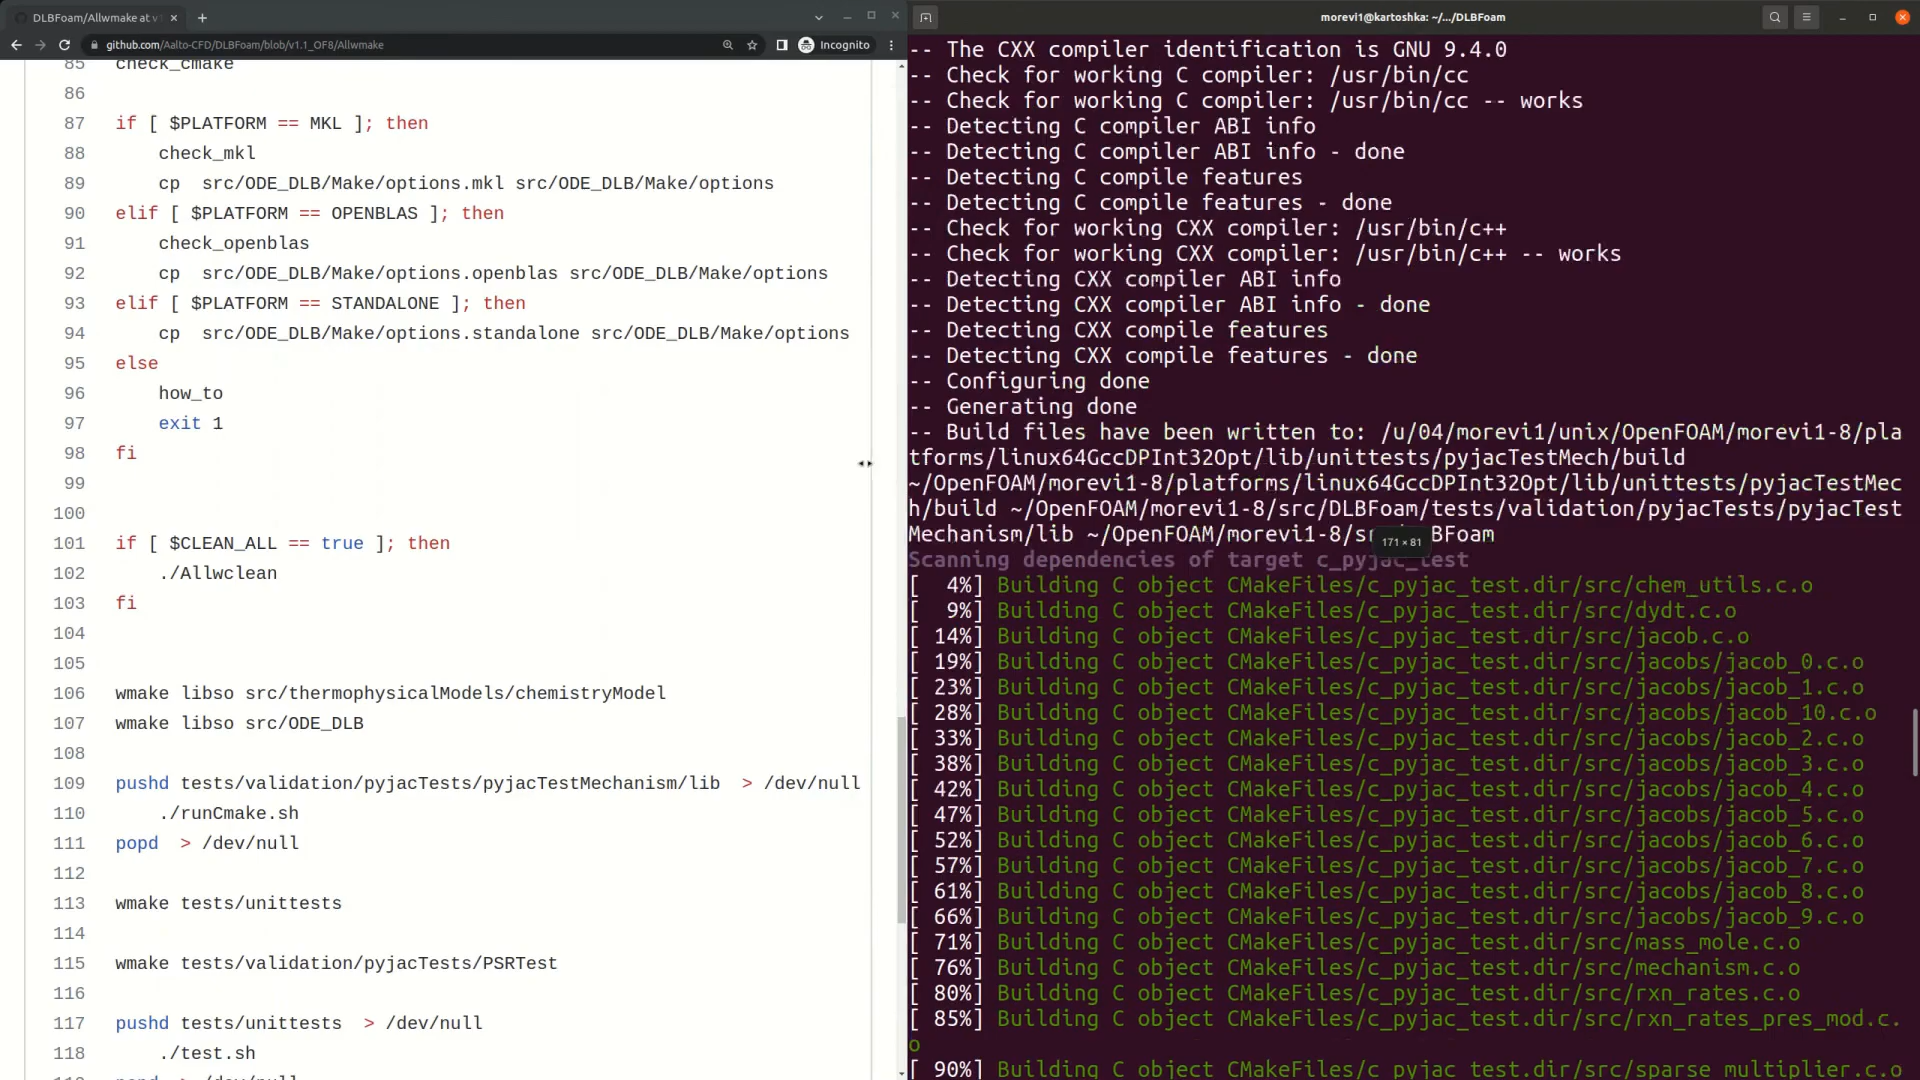 DLBFoam/Allwmake at v
github.com/Aalto-CFD/DLBFoam/blob/v1.1_OF8/Allwmake
Incognito
85 check_cmake
86
87 if [ $PLATFORM == MKL ]; then
88 check_mkl
89 cp src/ODE_DLB/Make/options.mkl src/ODE_DLB/Make/options
90 elif [ $PLATFORM == OPENBLAS ]; then
91 check_openblas
92 cp src/ODE_DLB/Make/options.openblas src/ODE_DLB/Make/options
93 elif [ $PLATFORM == STANDALONE ]; then
94 cp src/ODE_DLB/Make/options.standalone src/ODE_DLB/Make/options
95 else
96 how_to
97 exit 1
98 fi
99
100
101 if [ $CLEAN_ALL == true ]; then
102 ./Allwclean
103 fi
104
105
106 wmake libso src/thermophysicalModels/chemistryModel
107 wmake libso src/ODE_DLB
108
109 pushd tests/validation/pyjacTests/pyjacTestMechanism/lib > /dev/null
110 ./runCmake.sh
111 popd > /dev/null
112
113 wmake tests/unittests
114
115 wmake tests/validation/pyjacTests/PSRTest
116
117 pushd tests/unittests > /dev/null
118 ./test.sh
morevi1@kartoshka: ~/.../DLBFoam
-- The CXX compiler identification is GNU 9.4.0
-- Check for working C compiler: /usr/bin/cc
-- Check for working C compiler: /usr/bin/cc -- works
-- Detecting C compiler ABI info
-- Detecting C compiler ABI info - done
-- Detecting C compile features
-- Detecting C compile features - done
-- Check for working CXX compiler: /usr/bin/c++
-- Check for working CXX compiler: /usr/bin/c++ -- works
-- Detecting CXX compiler ABI info
-- Detecting CXX compiler ABI info - done
-- Detecting CXX compile features
-- Detecting CXX compile features - done
-- Configuring done
-- Generating done
-- Build files have been written to: /u/04/morevi1/unix/OpenFOAM/morevi1-8/pla
tforms/linux64GccDPInt32Opt/lib/unittests/pyjacTestMech/build
~/OpenFOAM/morevi1-8/platforms/linux64GccDPInt32Opt/lib/unittests/pyjacTestMec
h/build ~/OpenFOAM/morevi1-8/src/DLBFoam/tests/validation/pyjacTests/pyjacTest
Mechanism/lib ~/OpenFOAM/morevi1-8/sr BFoam
171 × 81
Scanning dependencies of target c_pyjac_test
[ 4%] Building C object CMakeFiles/c_pyjac_test.dir/src/chem_utils.c.o
[ 9%] Building C object CMakeFiles/c_pyjac_test.dir/src/dydt.c.o
[ 14%] Building C object CMakeFiles/c_pyjac_test.dir/src/jacob.c.o
[ 19%] Building C object CMakeFiles/c_pyjac_test.dir/src/jacobs/jacob_0.c.o
[ 23%] Building C object CMakeFiles/c_pyjac_test.dir/src/jacobs/jacob_1.c.o
[ 28%] Building C object CMakeFiles/c_pyjac_test.dir/src/jacobs/jacob_10.c.o
[ 33%] Building C object CMakeFiles/c_pyjac_test.dir/src/jacobs/jacob_2.c.o
[ 38%] Building C object CMakeFiles/c_pyjac_test.dir/src/jacobs/jacob_3.c.o
[ 42%] Building C object CMakeFiles/c_pyjac_test.dir/src/jacobs/jacob_4.c.o
[ 47%] Building C object CMakeFiles/c_pyjac_test.dir/src/jacobs/jacob_5.c.o
[ 52%] Building C object CMakeFiles/c_pyjac_test.dir/src/jacobs/jacob_6.c.o
[ 57%] Building C object CMakeFiles/c_pyjac_test.dir/src/jacobs/jacob_7.c.o
[ 61%] Building C object CMakeFiles/c_pyjac_test.dir/src/jacobs/jacob_8.c.o
[ 66%] Building C object CMakeFiles/c_pyjac_test.dir/src/jacobs/jacob_9.c.o
[ 71%] Building C object CMakeFiles/c_pyjac_test.dir/src/mass_mole.c.o
[ 76%] Building C object CMakeFiles/c_pyjac_test.dir/src/mechanism.c.o
[ 80%] Building C object CMakeFiles/c_pyjac_test.dir/src/rxn_rates.c.o
[ 85%] Building C object CMakeFiles/c_pyjac_test.dir/src/rxn_rates_pres_mod.c.
o
[ 90%] Building C object CMakeFiles/c_pyjac_test.dir/src/sparse_multiplier.c.o